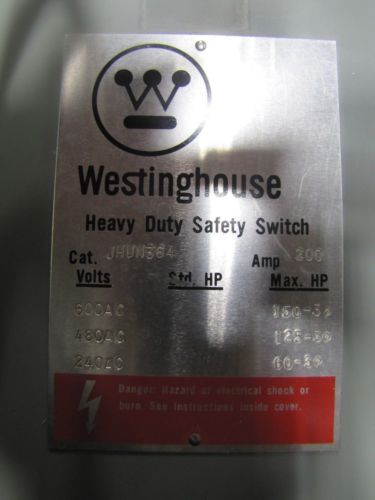 W
Westinghouse
Heavy Duty Safety Switch
Cat. JHUN364 Amp 200
Volts Std. HP Max. HP
600AC 150-3φ
480AC 125-3φ
240AC 60-3φ
Danger: Hazard of electrical shock or
burn. See instructions inside cover.